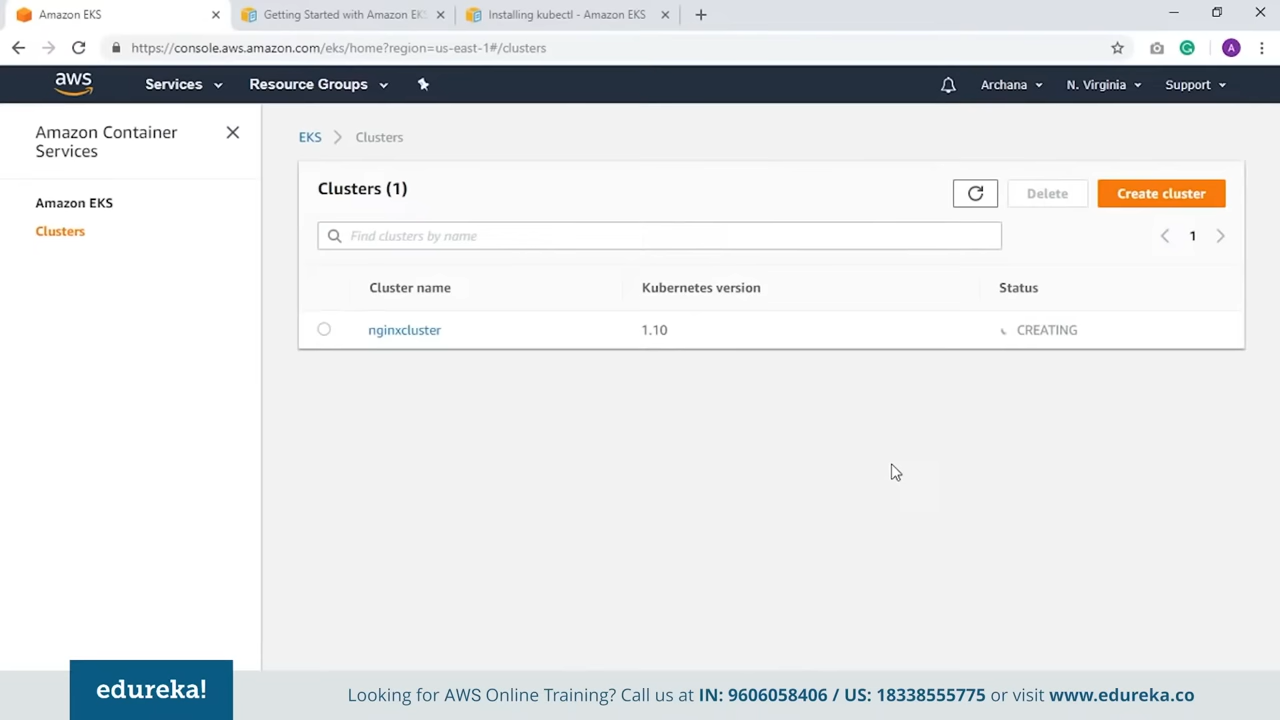 Amazon EKS
Getting Started with Amazon EKS
Installing kubectl - Amazon EKS
https://console.aws.amazon.com/eks/home?region=us-east-1#/clusters
A
aws
Services
Resource Groups
Archana
N. Virginia
Support
Amazon Container
Services
Amazon EKS
Clusters
EKS
Clusters
Clusters (1)
Delete
Create cluster
Find clusters by name
1
Cluster name
Kubernetes version
Status
nginxcluster
1.10
CREATING
edureka!
Looking for AWS Online Training? Call us at IN: 9606058406 / US: 18338555775 or visit www.edureka.co